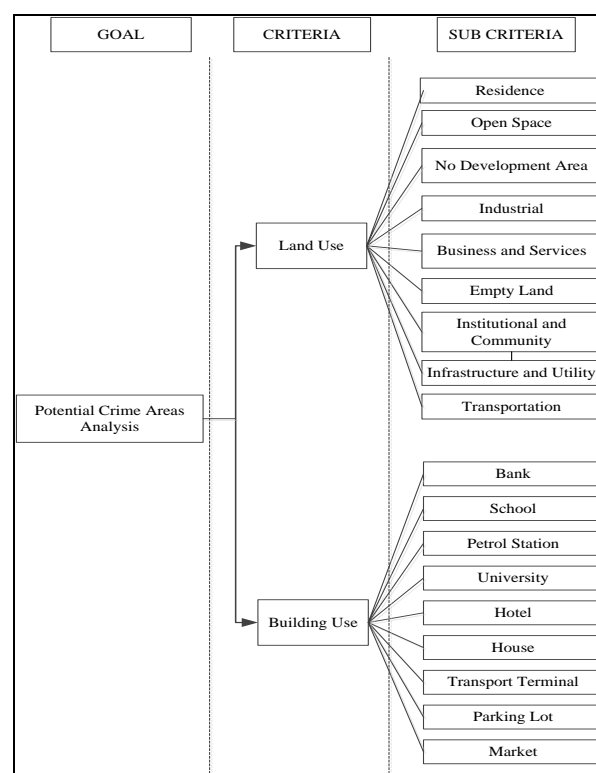 GOAL
CRITERIA
SUB CRITERIA
Residence
Open Space
No Development Area
Industrial
Land Use
Business and Services
Empty Land
Institutional and
Community
Infrastructure and Utility
Transportation
Potential Crime Areas
Analysis
Bank
School
Petrol Station
University
Building Use
Hotel
House
Transport Terminal
Parking Lot
Market